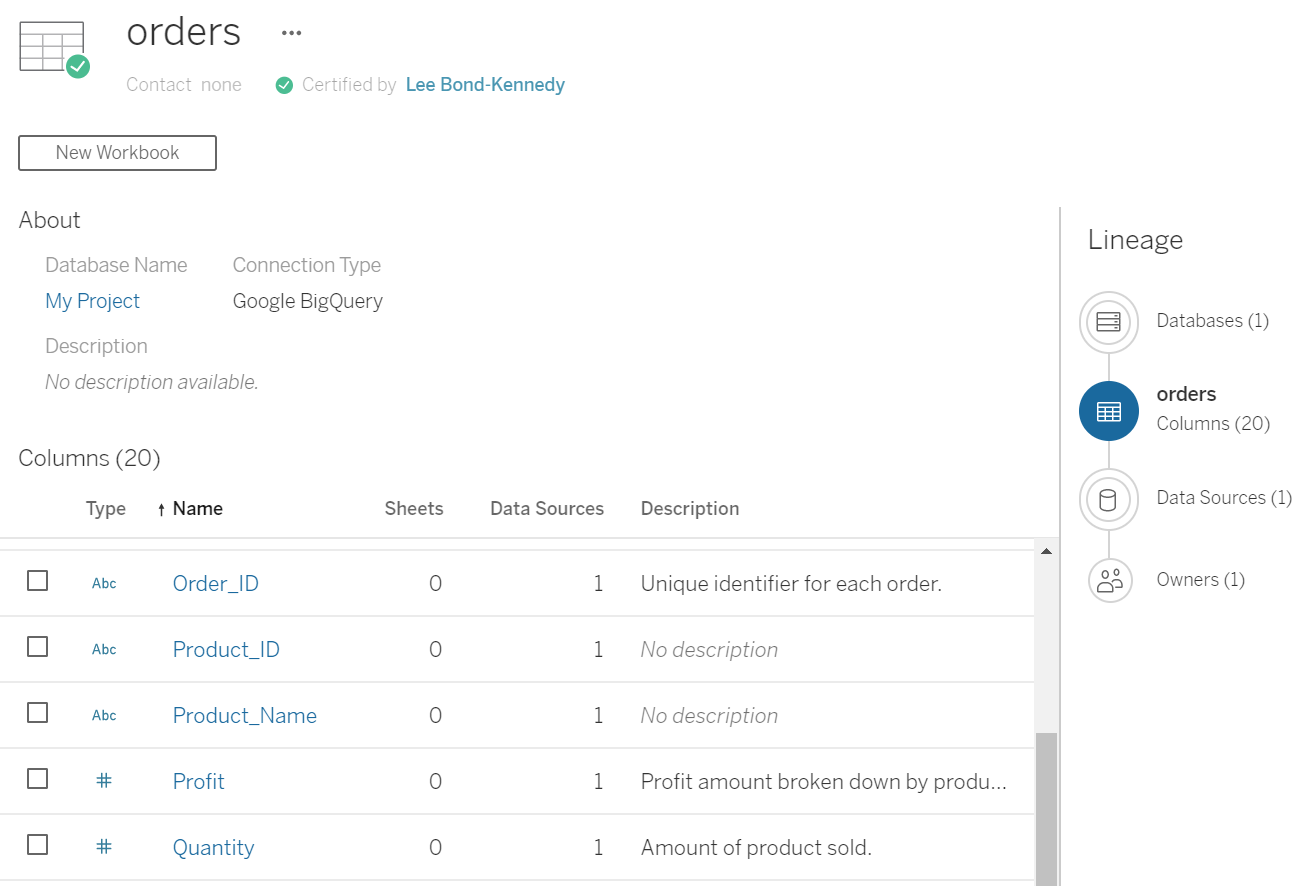 orders ...
Contact none Certified by Lee Bond-Kennedy
New Workbook
About
Database Name Connection Type
My Project Google BigQuery
Description
No description available.
Columns (20)
Type ↑ Name Sheets Data Sources Description
Abc Order_ID 0 1 Unique identifier for each order.
Abc Product_ID 0 1 No description
Abc Product_Name 0 1 No description
# Profit 0 1 Profit amount broken down by produ...
# Quantity 0 1 Amount of product sold.
Lineage
Databases (1)
orders
Columns (20)
Data Sources (1)
Owners (1)